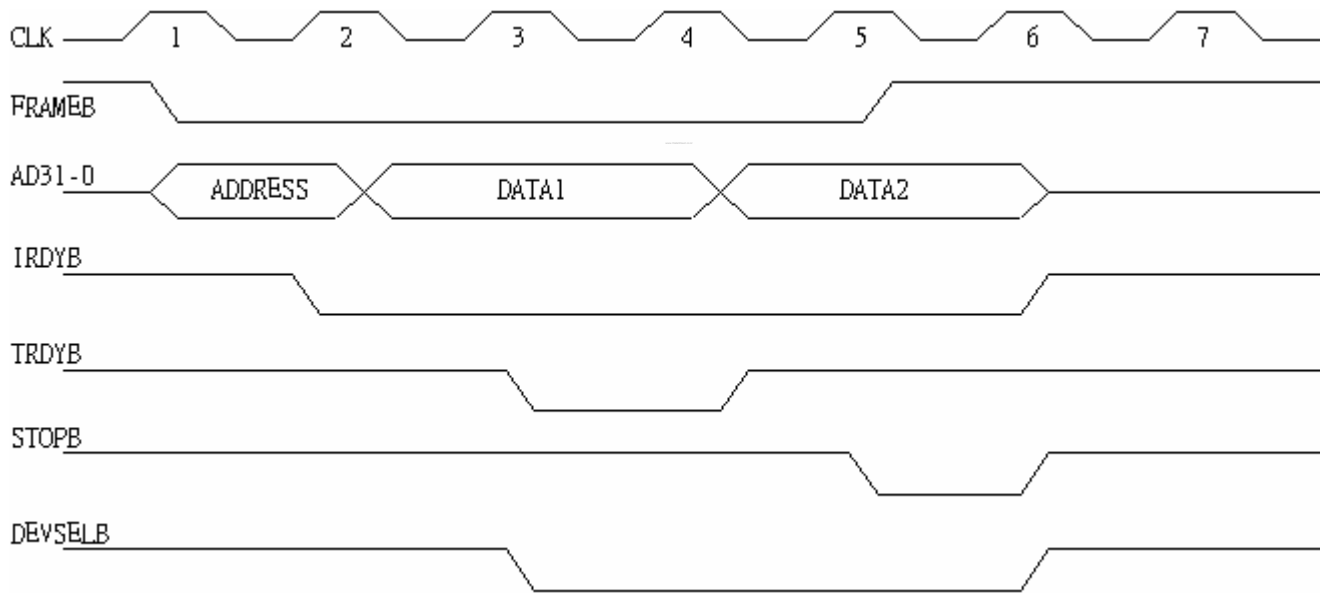 CLK 1 2 3 4 5 6 7
FRAMEB
AD31-0 ADDRESS DATA1 DATA2
IRDYB
TRDYB
STOPB
DEVSELB